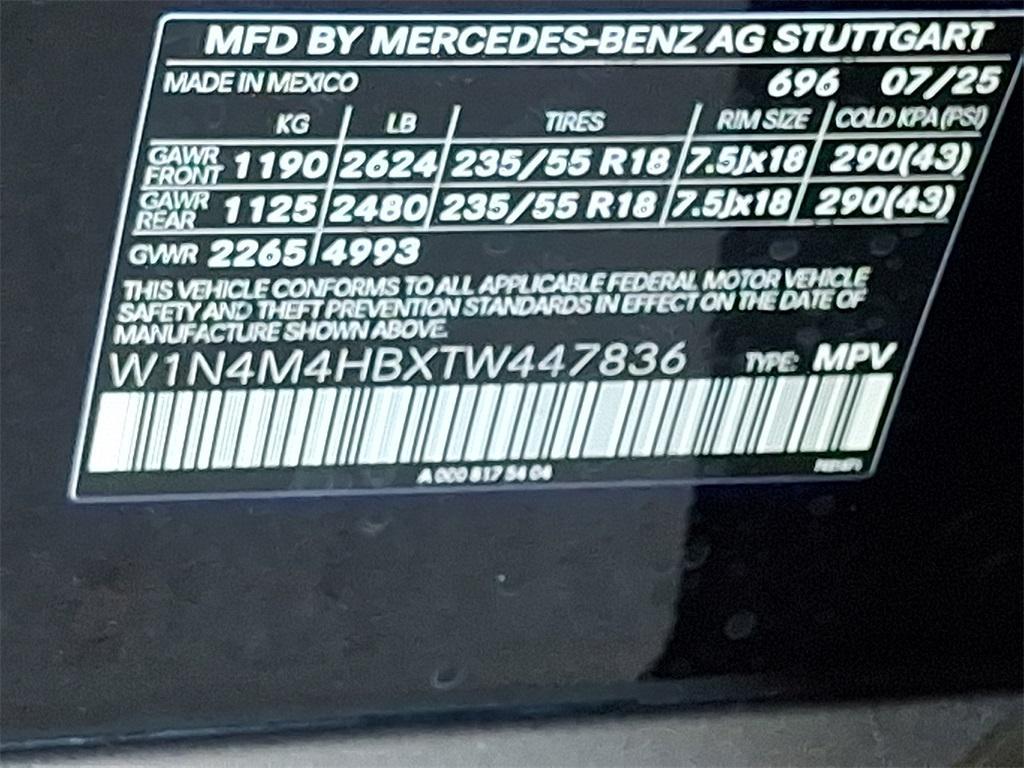 MFD BY MERCEDES-BENZ AG STUTTGART
MADE IN MEXICO 696 07/25
KG LB TIRES RIM SIZE COLD KPA(PSI)
GAWR FRONT 1190 2624 235/55 R18 7.5Jx18 290(43)
GAWR REAR 1125 2480 235/55 R18 7.5Jx18 290(43)
GVWR 2265 4993
THIS VEHICLE CONFORMS TO ALL APPLICABLE FEDERAL MOTOR VEHICLE
SAFETY AND THEFT PREVENTION STANDARDS IN EFFECT ON THE DATE OF
MANUFACTURE SHOWN ABOVE.
W1N4M4HBXTW447836 TYPE: MPV
A 000 817 54 04